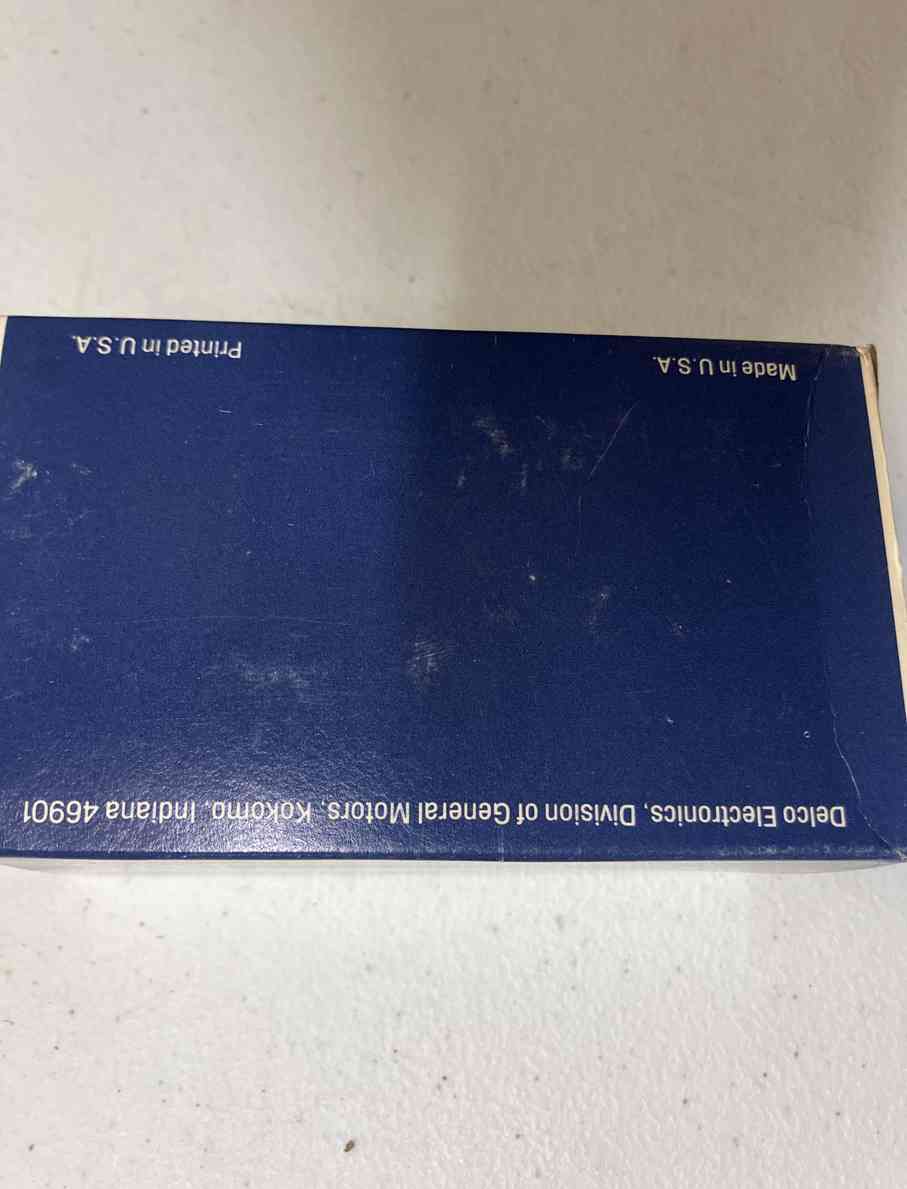 Delco Electronics, Division of General Motors, Kokomo, Indiana 46901
Made in U.S.A.
Printed in U.S.A.